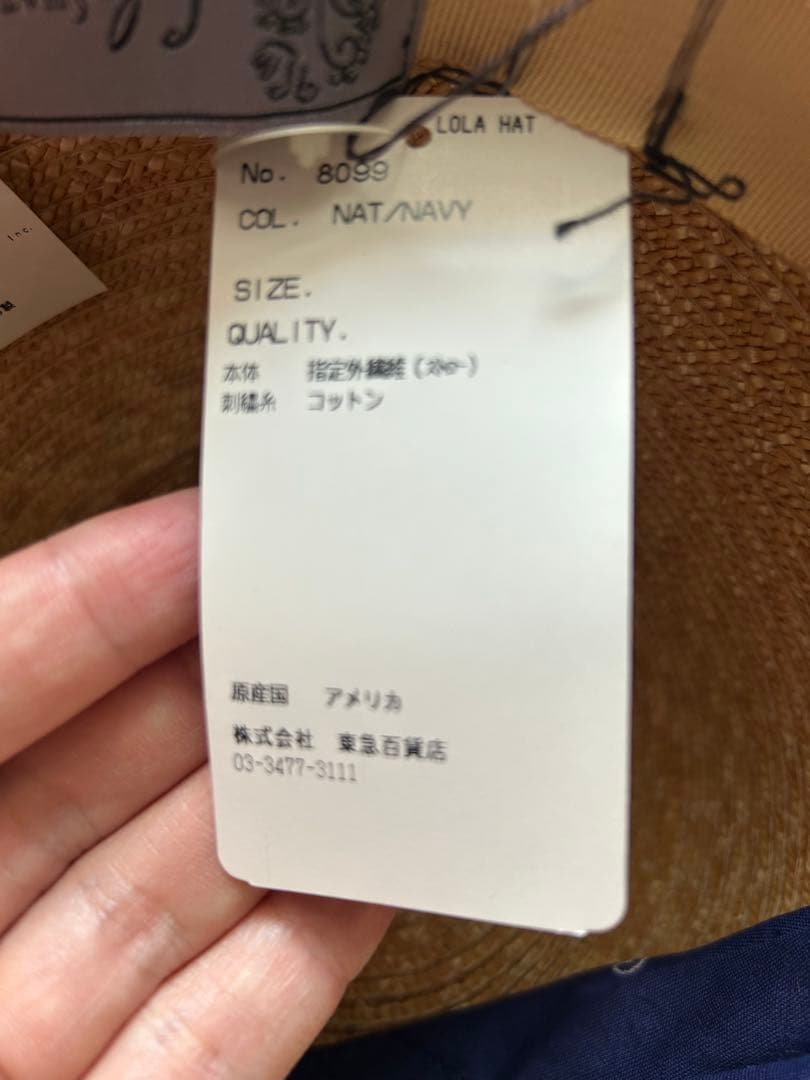 LOLA HAT
No. 8099
COL. NAT/NAVY
SIZE.
QUALITY.
本体 指定外繊維(ストロー)
刺繍糸 コットン
原産国 アメリカ
株式会社 東急百貨店
03-3477-3111
Inc.